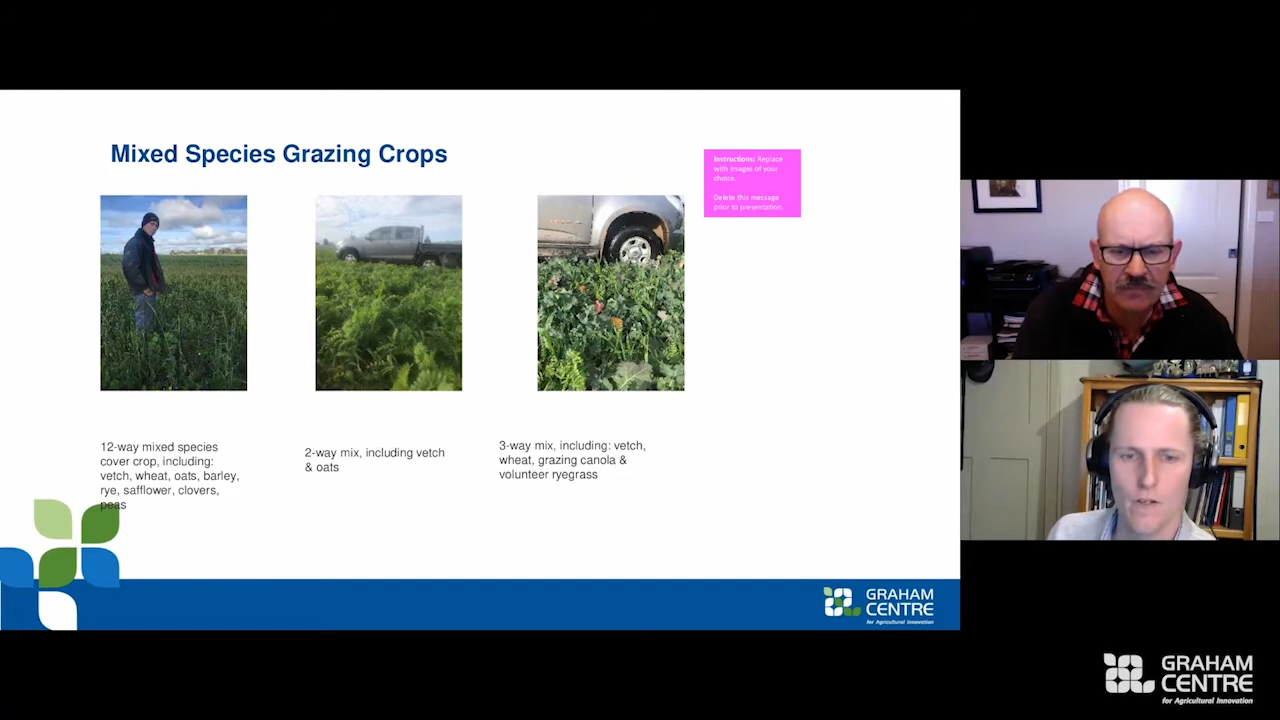 Mixed Species Grazing Crops
Instructions: Replace
with images of your
choice.
Delete this message
prior to presentation.
12-way mixed species
cover crop, including:
vetch, wheat, oats, barley,
rye, safflower, clovers,
peas
2-way mix, including vetch
& oats
3-way mix, including: vetch,
wheat, grazing canola &
volunteer ryegrass
GRAHAM
CENTRE
for Agricultural Innovation
GRAHAM
CENTRE
for Agricultural Innovation